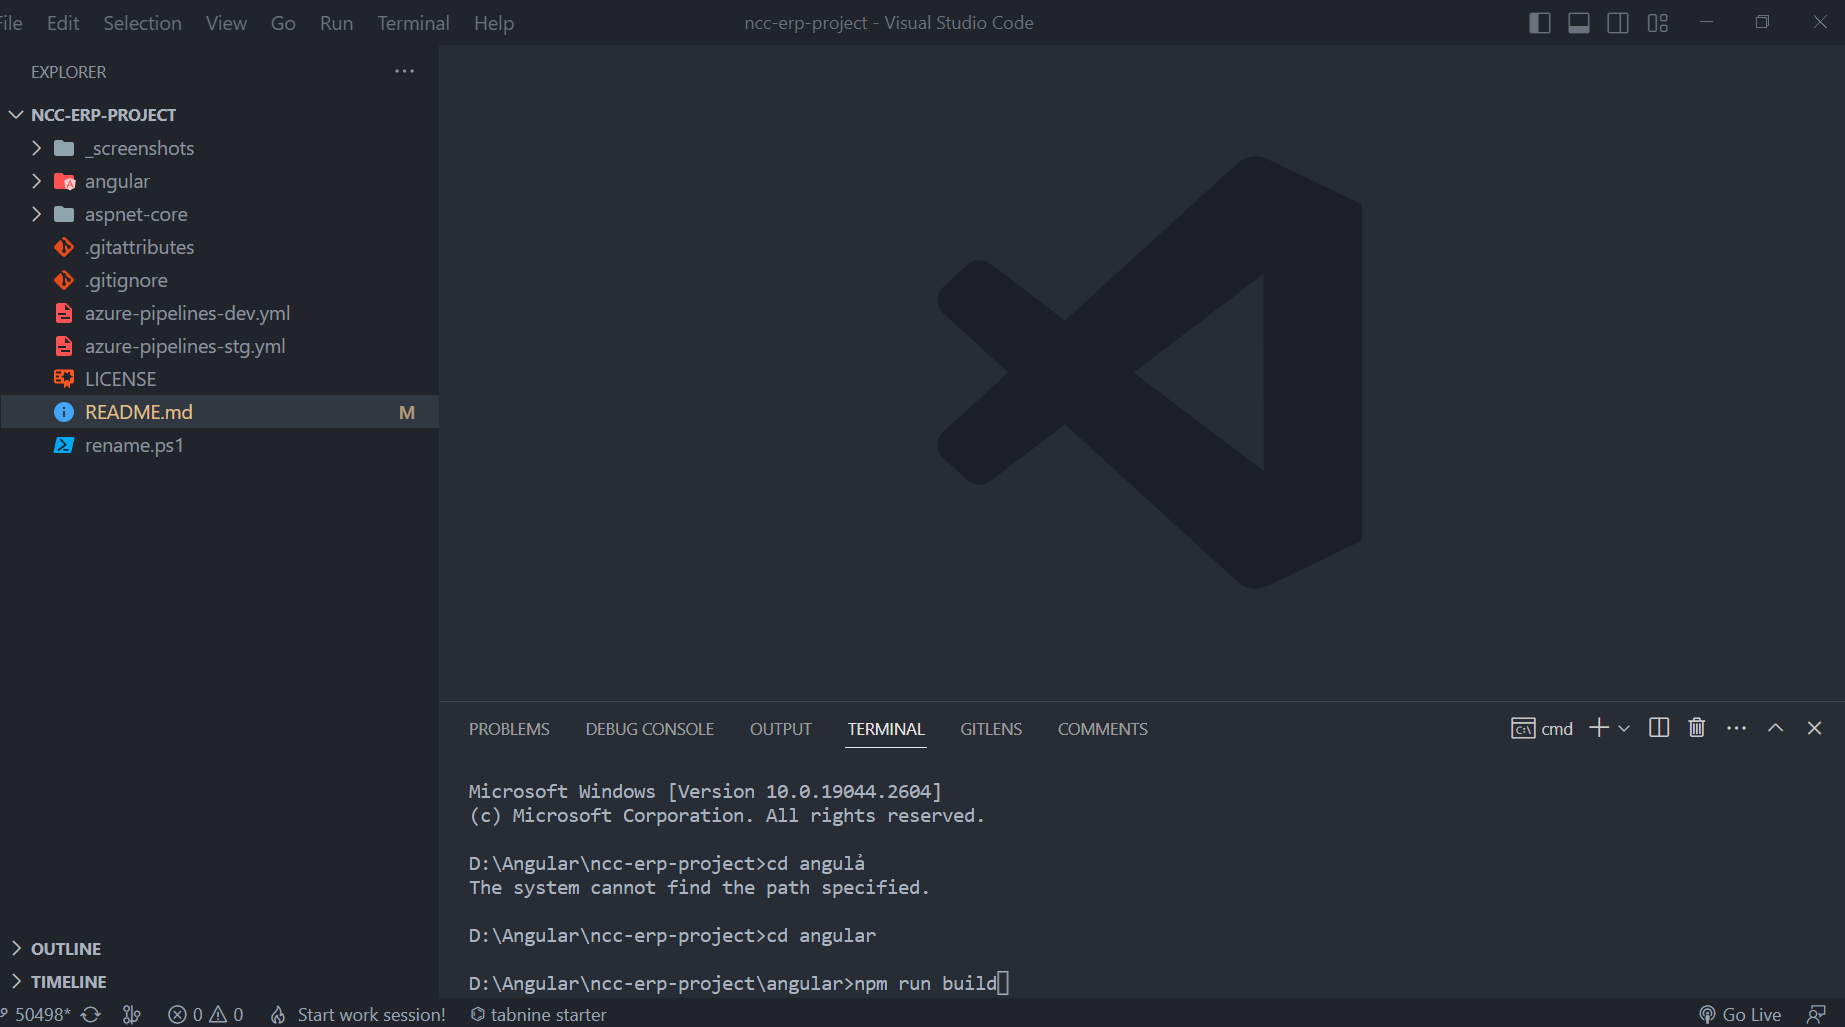 File Edit Selection View Go Run Terminal Help
ncc-erp-project - Visual Studio Code
EXPLORER
NCC-ERP-PROJECT
_screenshots
angular
aspnet-core
.gitattributes
.gitignore
azure-pipelines-dev.yml
azure-pipelines-stg.yml
LICENSE
README.md M
rename.ps1
OUTLINE
TIMELINE
PROBLEMS DEBUG CONSOLE OUTPUT TERMINAL GITLENS COMMENTS
cmd
Microsoft Windows [Version 10.0.19044.2604]
(c) Microsoft Corporation. All rights reserved.
D:\Angular\ncc-erp-project>cd angulả
The system cannot find the path specified.
D:\Angular\ncc-erp-project>cd angular
D:\Angular\ncc-erp-project\angular>npm run build
50498* 0 0 Start work session! tabnine starter Go Live